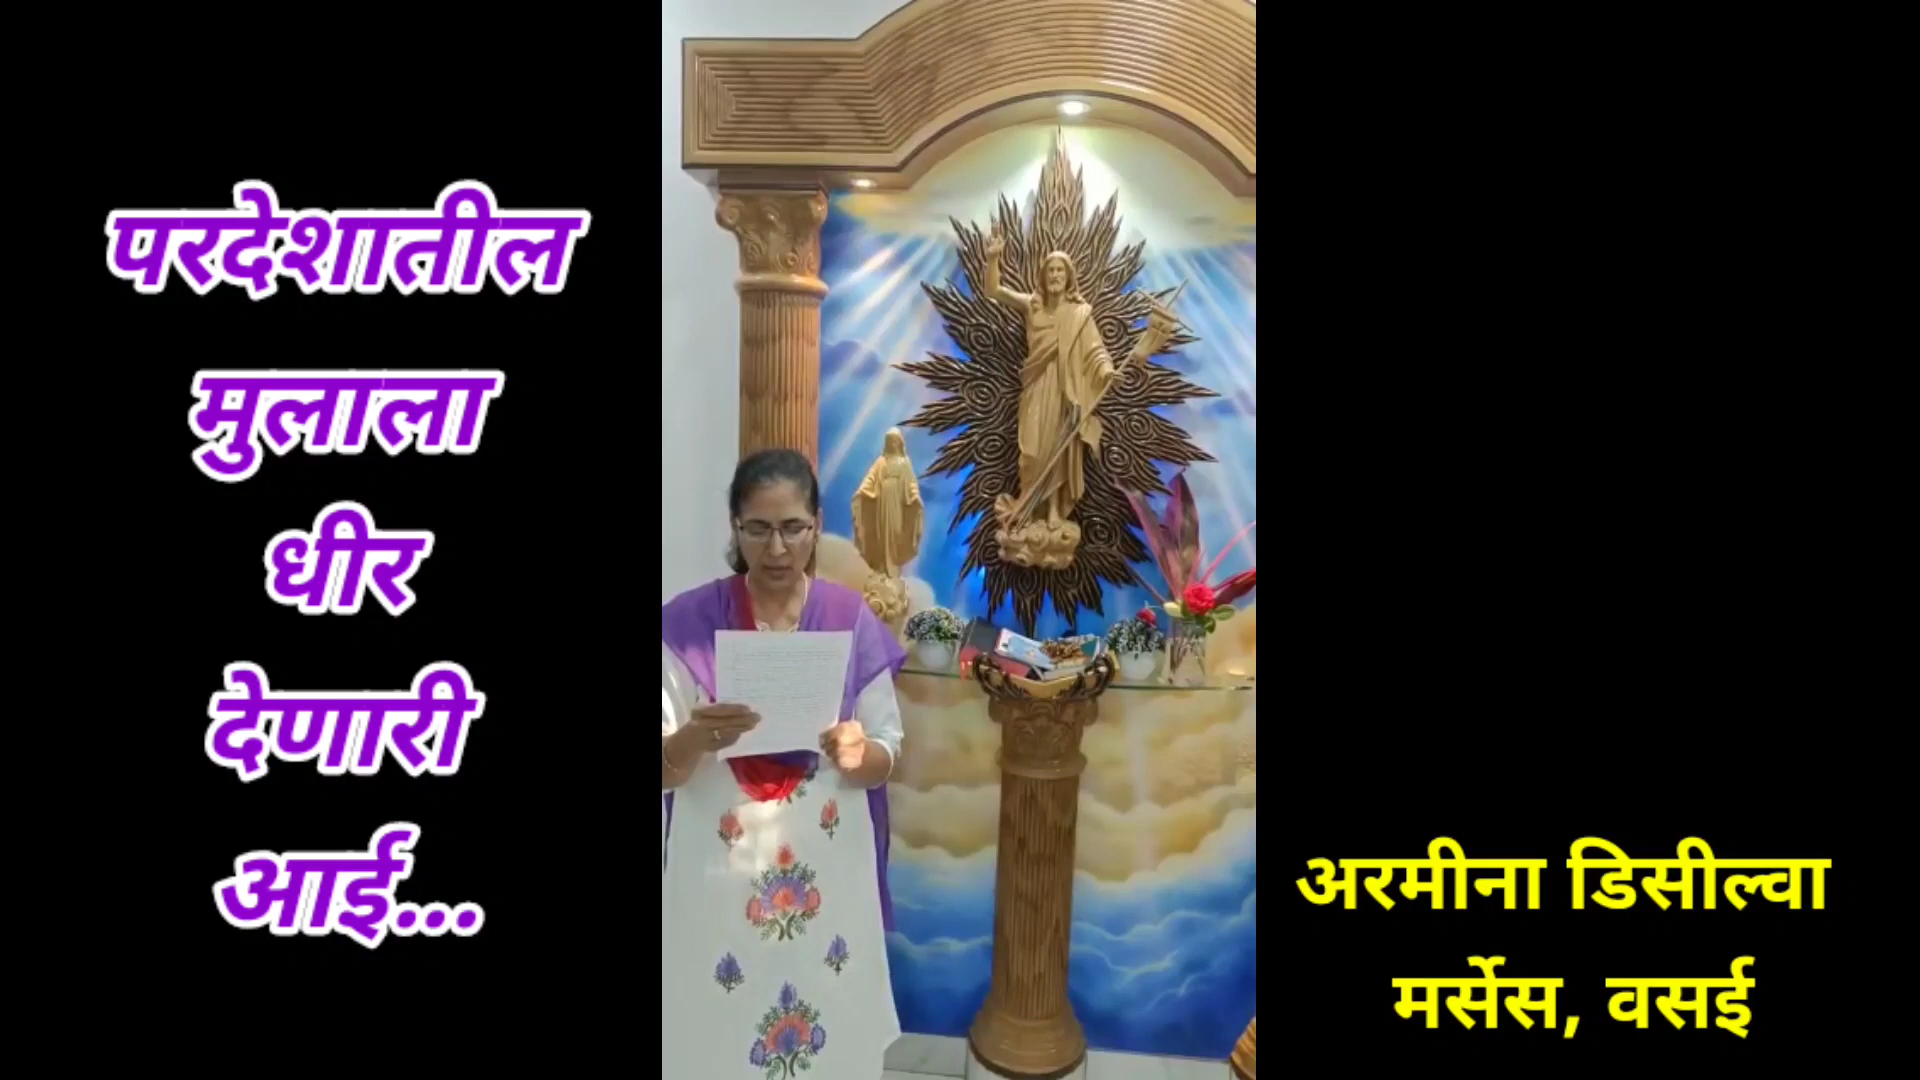 परदेशातील
मुलाला
धीर
देणारी
आई...
अरमीना डिसील्वा
मर्सेस, वसई